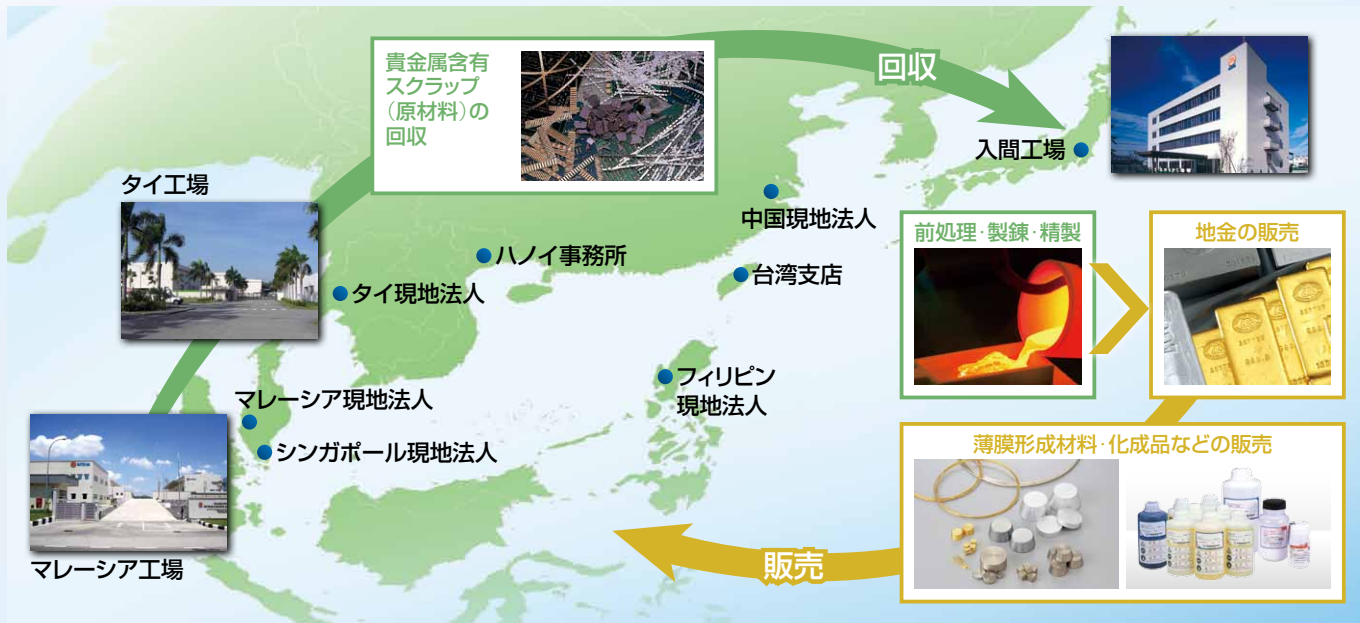 貴金属含有
スクラップ
（原材料）の
回収
回収
入間工場
タイ工場
中国現地法人
ハノイ事務所
台湾支店
タイ現地法人
前処理・製錬・精製
地金の販売
フィリピン
現地法人
マレーシア現地法人
シンガポール現地法人
薄膜形成材料・化成品などの販売
販売
マレーシア工場